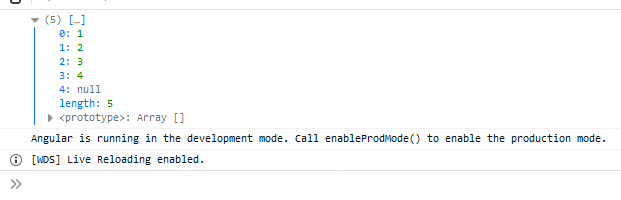 (5) […]
0: 1
1: 2
2: 3
3: 4
4: null
length: 5
<prototype>: Array []
Angular is running in the development mode. Call enableProdMode() to enable the production mode.
[WDS] Live Reloading enabled.